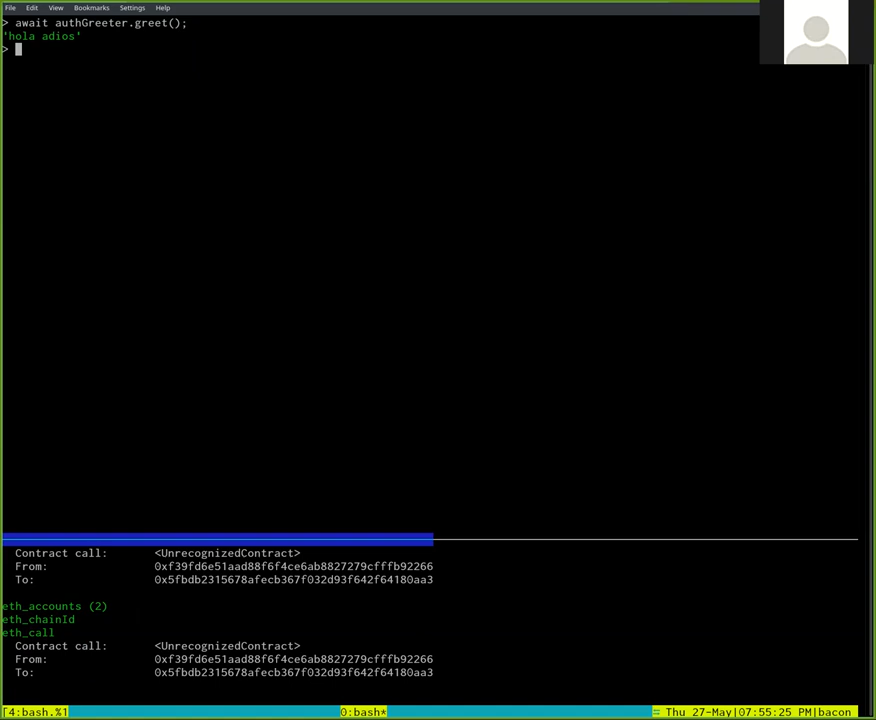 File Edit View Bookmarks Settings Help
> await authGreeter.greet();
'hola adios'
>
Contract call: <UnrecognizedContract>
From: 0xf39fd6e51aad88f6f4ce6ab8827279cfffb92266
To: 0x5fbdb2315678afecb367f032d93f642f64180aa3
eth_accounts (2)
eth_chainId
eth_call
Contract call: <UnrecognizedContract>
From: 0xf39fd6e51aad88f6f4ce6ab8827279cfffb92266
To: 0x5fbdb2315678afecb367f032d93f642f64180aa3
[4:bash.%1 0:bash* = Thu 27-May|07:55:25 PM|bacon